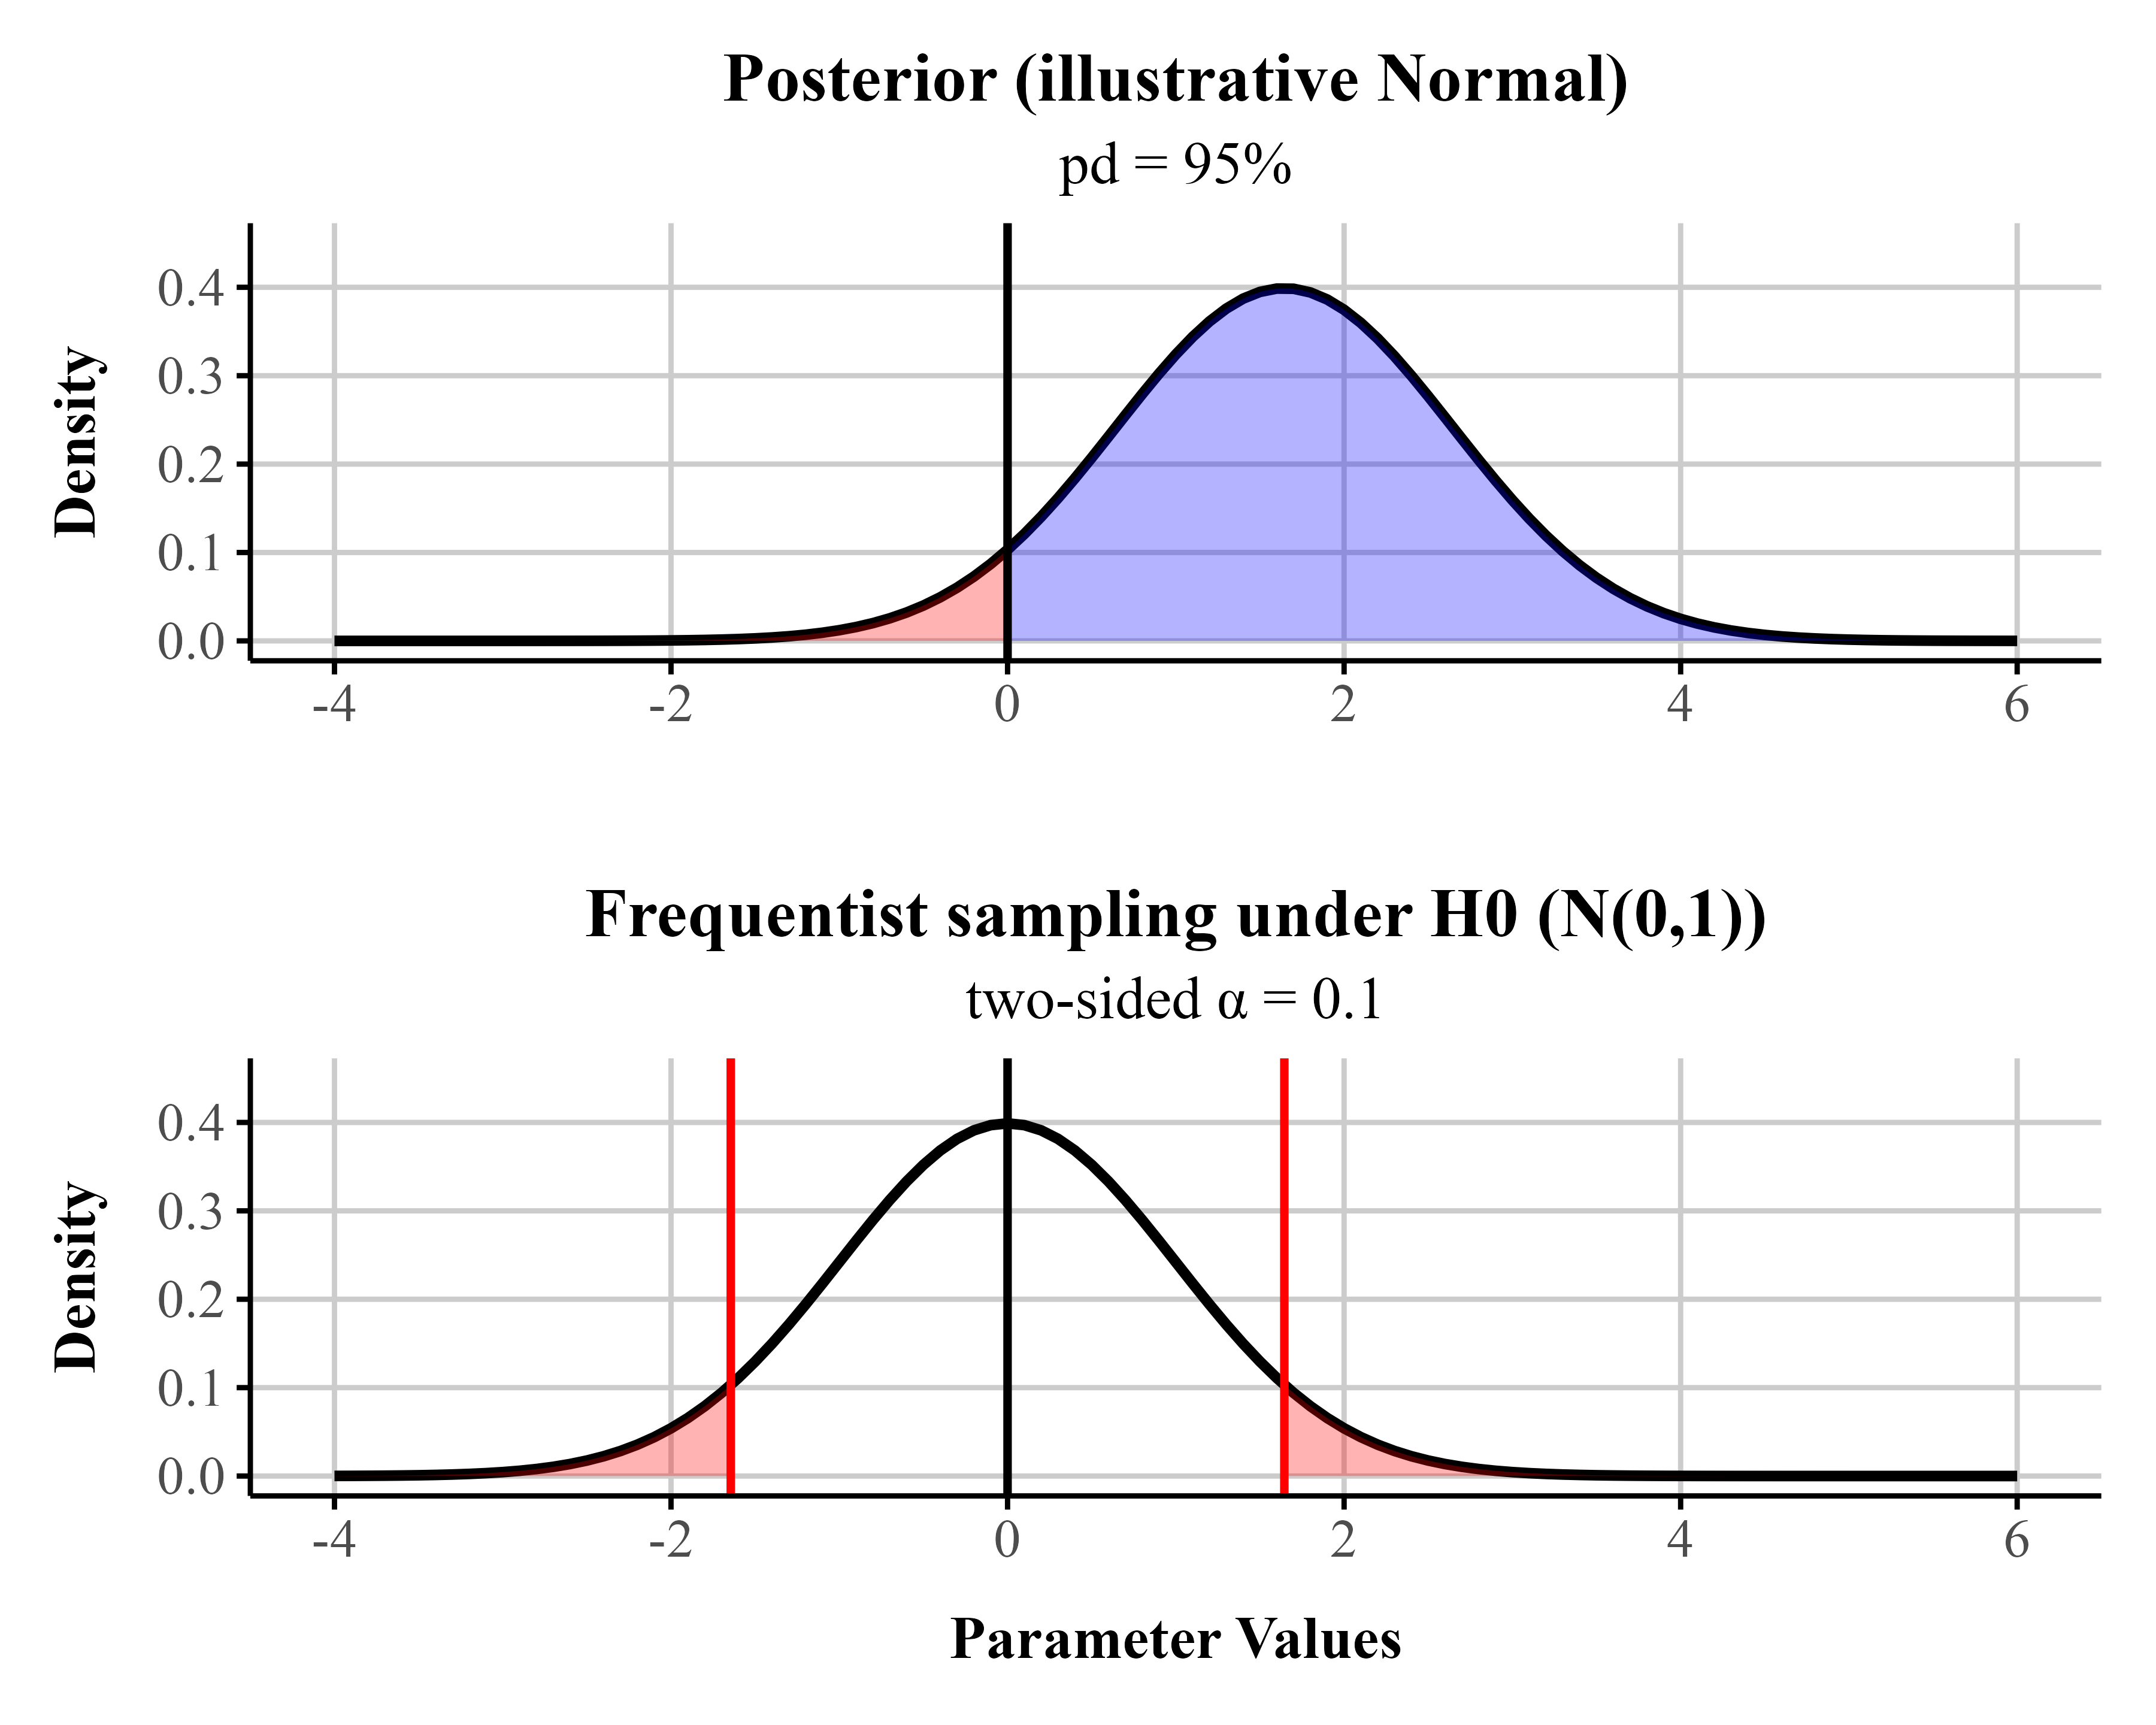 Posterior (illustrative Normal)
pd = 95%
Density
0.4
0.3
0.2
0.1
0.0
-4 -2 0 2 4 6
Frequentist sampling under H0 (N(0,1))
two-sided α = 0.1
Density
0.4
0.3
0.2
0.1
0.0
-4 -2 0 2 4 6
Parameter Values